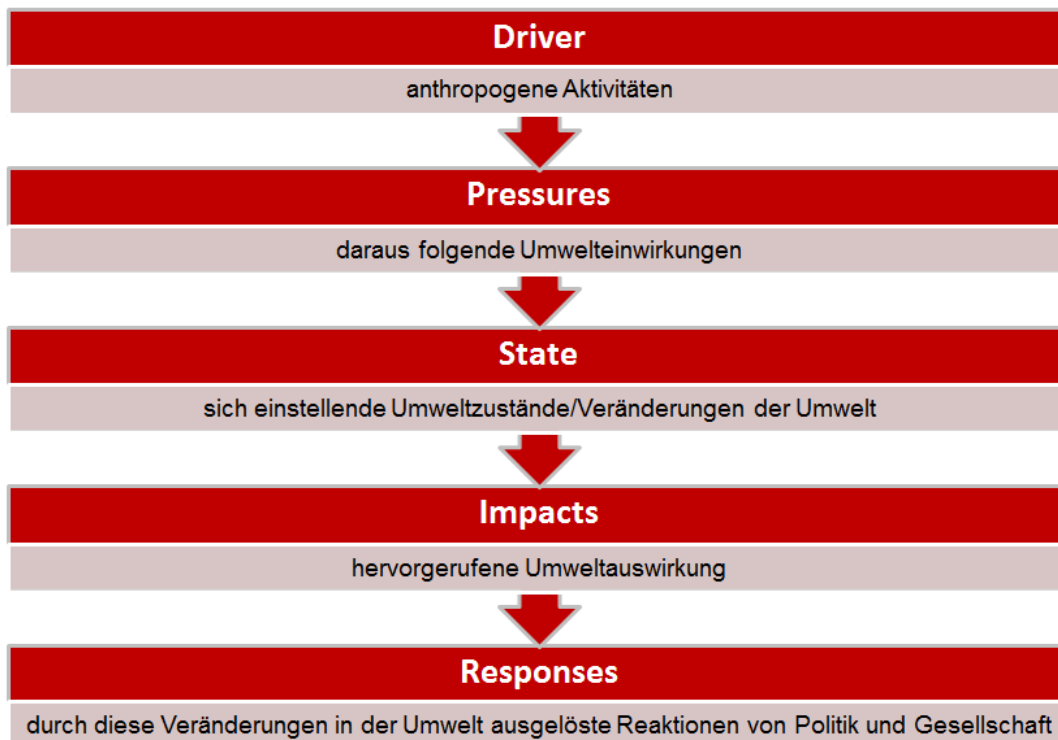 Driver
anthropogene Aktivitäten
Pressures
daraus folgende Umwelteinwirkungen
State
sich einstellende Umweltzustände/Veränderungen der Umwelt
Impacts
hervorgerufene Umweltauswirkung
Responses
durch diese Veränderungen in der Umwelt ausgelöste Reaktionen von Politik und Gesellschaft